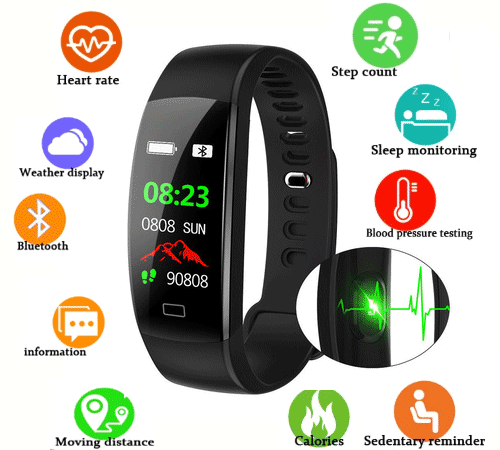 Heart rate
Step count
Z Z Z
Sleep monitoring
Weather display
Blood pressure testing
Bluetooth
08:23
0808 SUN
90808
information
Moving distance
Calories
Sedentary reminder